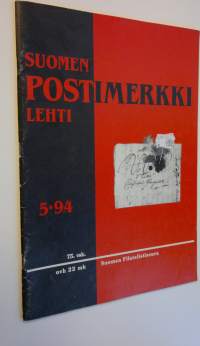 SUOMEN
POSTIMERKKI
LEHTI
5·94
75. vsk.
ovh 22 mk
Suomen Filatelistiseura